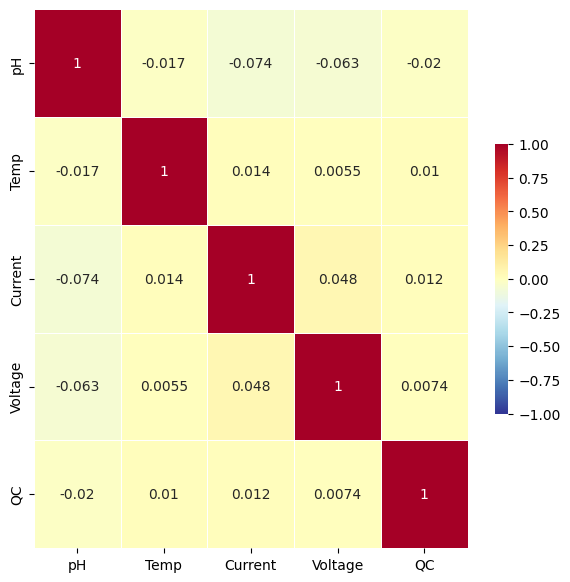 pH 1 -0.017 -0.074 -0.063 -0.02
Temp -0.017 1 0.014 0.0055 0.01
Current -0.074 0.014 1 0.048 0.012
Voltage -0.063 0.0055 0.048 1 0.0074
QC -0.02 0.01 0.012 0.0074 1
pH Temp Current Voltage QC
1.00
0.75
0.50
0.25
0.00
−0.25
−0.50
−0.75
−1.00